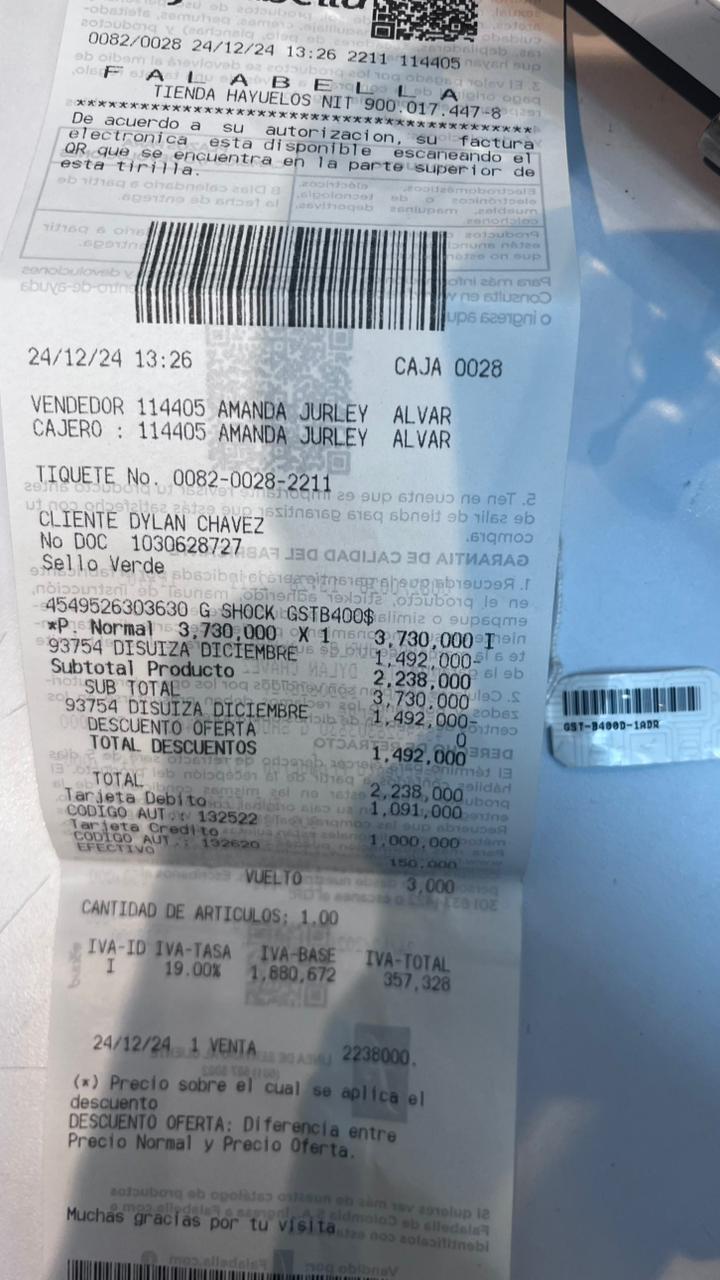 0082/0028 24/12/24 13:26 2211 114405
F A L A B E L L A
TIENDA HAYUELOS NIT 900.017.447-8
****************************************
De acuerdo a su autorizacion, su factura
electronica esta disponible escaneando el
QR que se encuentra en la parte superior de
esta tirilla.
24/12/24 13:26 CAJA 0028
VENDEDOR 114405 AMANDA JURLEY ALVAR
CAJERO : 114405 AMANDA JURLEY ALVAR
TIQUETE No. 0082-0028-2211
CLIENTE DYLAN CHAVEZ
No DOC 1030628727
Sello Verde
4549526303630 G SHOCK GSTB400$
*P. Normal 3,730,000 X 1 3,730,000 I
93754 DISUIZA DICIEMBRE 1,492,000-
Subtotal Producto 2,238,000
SUB TOTAL 3,730,000
93754 DISUIZA DICIEMBRE 1,492,000-
DESCUENTO OFERTA 0
TOTAL DESCUENTOS 1,492,000
TOTAL 2,238,000
Tarjeta Debito 1,091,000
CODIGO AUT.: 132522
Tarjeta Credito 1,000,000
CODIGO AUT.: 132620
EFECTIVO 150,000
VUELTO 3,000
CANTIDAD DE ARTICULOS: 1.00
IVA-ID IVA-TASA IVA-BASE IVA-TOTAL
I 19.00% 1,880,672 357,328
24/12/24 1 VENTA 2238000.
(*) Precio sobre el cual se aplica el
descuento
DESCUENTO OFERTA: Diferencia entre
Precio Normal y Precio Oferta.
Muchas gracias por tu visita
GST-B400D-1ADR